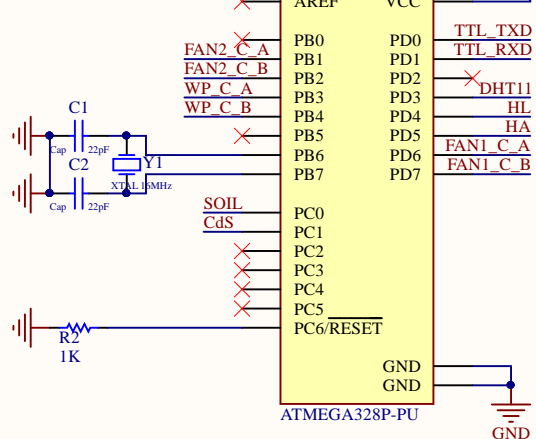 AREF VCC
PB0 PD0 TTL_TXD
FAN2_C_A PB1 PD1 TTL_RXD
FAN2_C_B PB2 PD2
WP_C_A PB3 PD3 DHT11
WP_C_B PB4 PD4 HL
C1 PB5 PD5 HA
Cap 22pF
PB6 PD6 FAN1_C_A
C2 Y1
PB7 PD7 FAN1_C_B
XTAL 16MHz
Cap 22pF
SOIL PC0
CdS PC1
PC2
PC3
PC4
PC5
PC6/RESET
R2
1K
GND
GND
ATMEGA328P-PU
GND